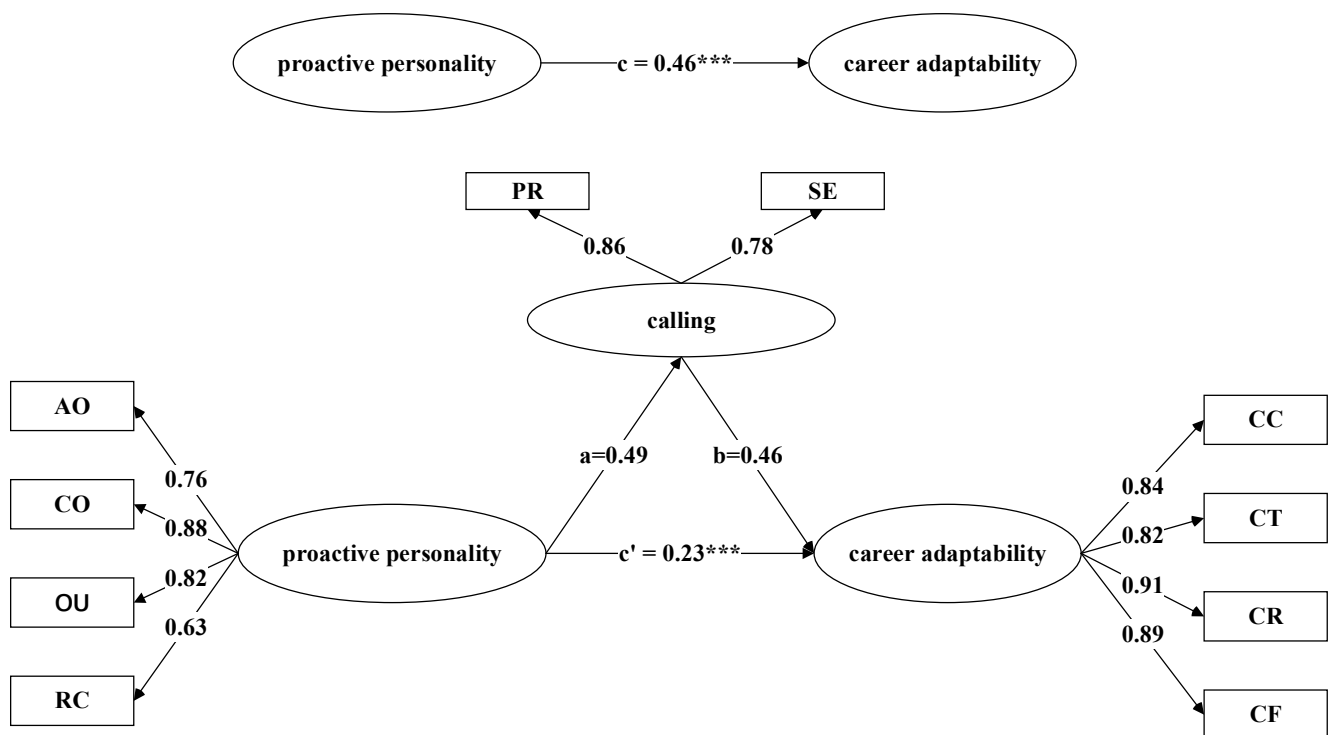 proactive personality
c = 0.46***
career adaptability
PR
SE
0.86
0.78
calling
AO
CO
OU
RC
0.76
0.88
0.82
0.63
a=0.49
b=0.46
proactive personality
c' = 0.23***
career adaptability
0.84
0.82
0.91
0.89
CC
CT
CR
CF